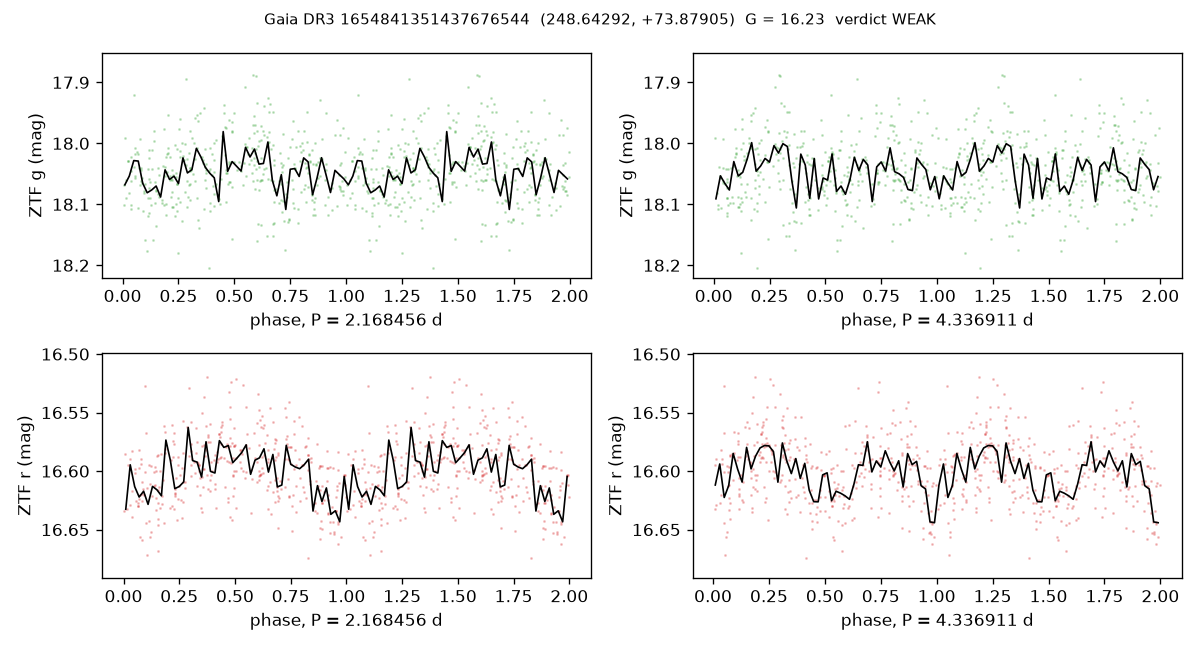 Gaia DR3 1654841351437676544 (248.64292, +73.87905) G = 16.23 verdict WEAK
ZTF g (mag)
17.9
18.0
18.1
18.2
0.00 0.25 0.50 0.75 1.00 1.25 1.50 1.75 2.00
phase, P = 2.168456 d
ZTF g (mag)
17.9
18.0
18.1
18.2
0.00 0.25 0.50 0.75 1.00 1.25 1.50 1.75 2.00
phase, P = 4.336911 d
ZTF r (mag)
16.50
16.55
16.60
16.65
0.00 0.25 0.50 0.75 1.00 1.25 1.50 1.75 2.00
phase, P = 2.168456 d
ZTF r (mag)
16.50
16.55
16.60
16.65
0.00 0.25 0.50 0.75 1.00 1.25 1.50 1.75 2.00
phase, P = 4.336911 d